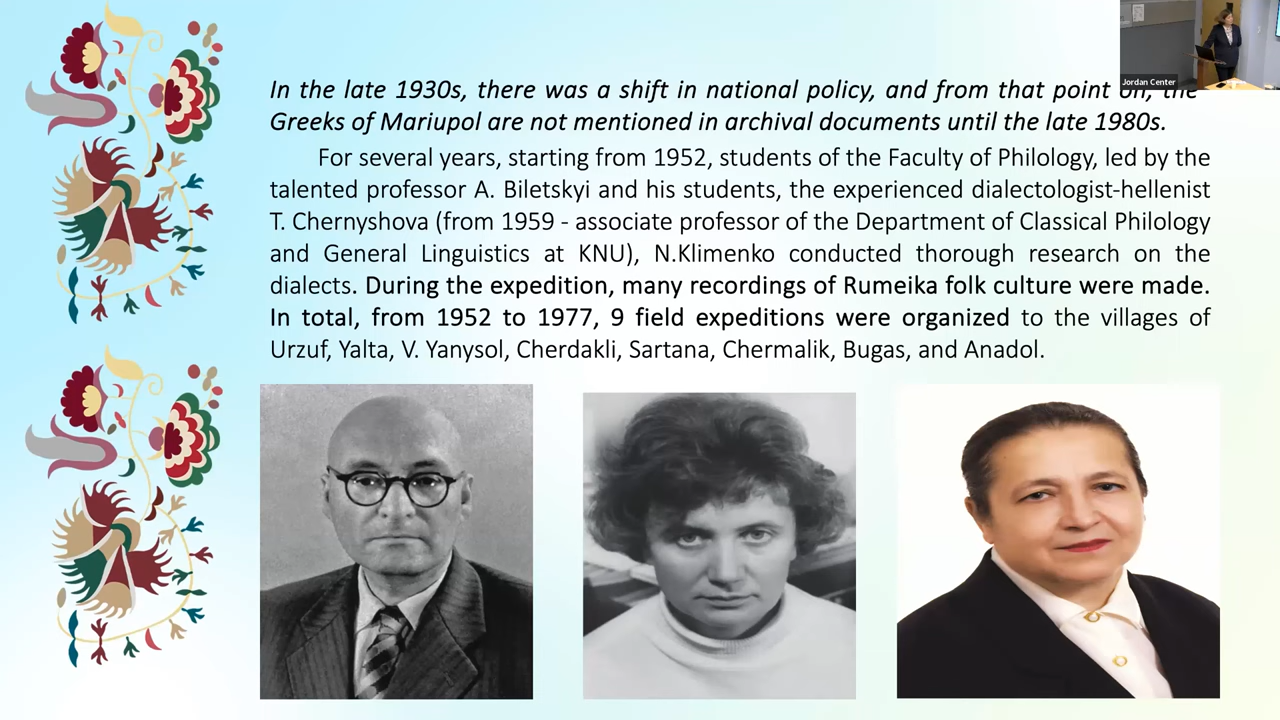 In the late 1930s, there was a shift in national policy, and from that point on, the
Greeks of Mariupol are not mentioned in archival documents until the late 1980s.
For several years, starting from 1952, students of the Faculty of Philology, led by the
talented professor A. Biletskyi and his students, the experienced dialectologist-hellenist
T. Chernyshova (from 1959 - associate professor of the Department of Classical Philology
and General Linguistics at KNU), N.Klimenko conducted thorough research on the
dialects. During the expedition, many recordings of Rumeika folk culture were made.
In total, from 1952 to 1977, 9 field expeditions were organized to the villages of
Urzuf, Yalta, V. Yanysol, Cherdakli, Sartana, Chermalik, Bugas, and Anadol.
Jordan Center